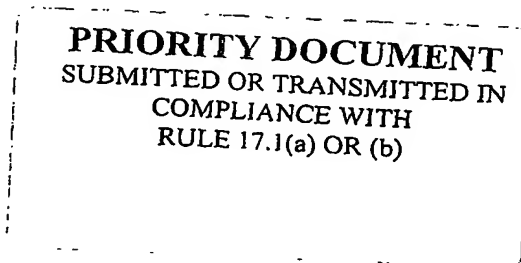 PRIORITY DOCUMENT
SUBMITTED OR TRANSMITTED IN
COMPLIANCE WITH
RULE 17.1(a) OR (b)